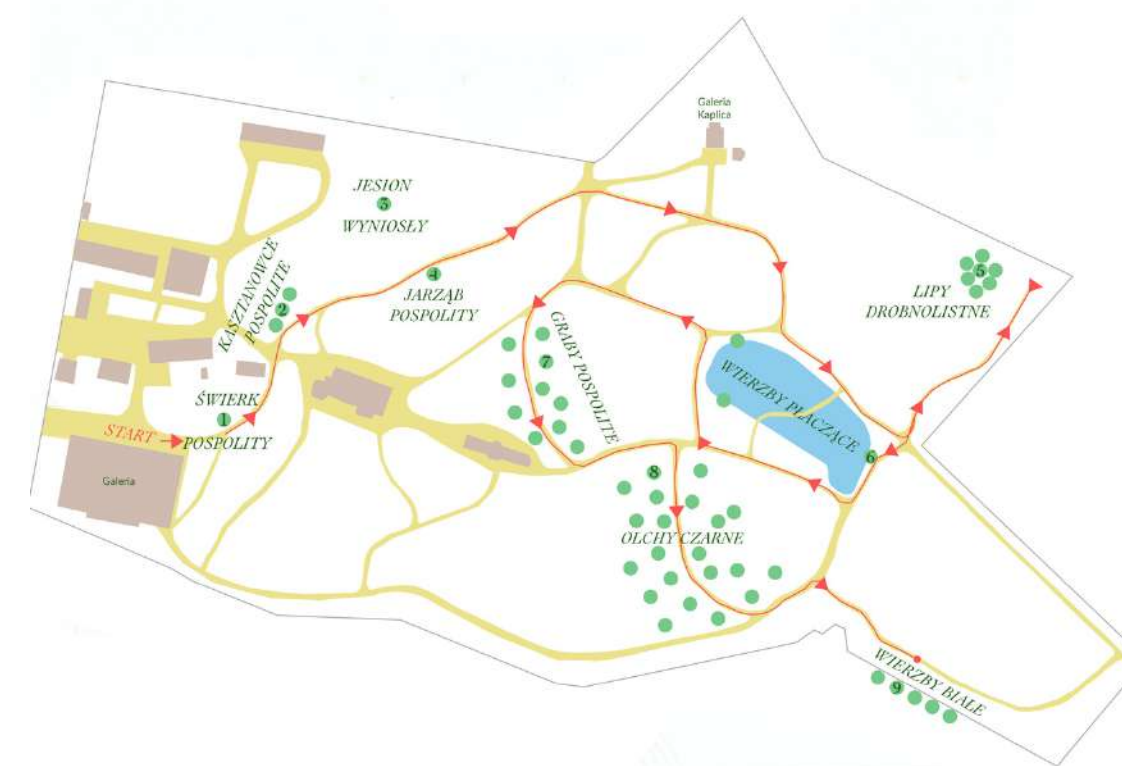 Galeria
Kaplica
JESION
3
WYNIOSŁY
5
LIPY
DROBNOLISTNE
4
JARZĄB
POSPOLITY
KASZTANOWCE
POSPOLITE
2
GRABY POSPOLITE
7
WIERZBY PŁACZĄCE
6
ŚWIERK
1
POSPOLITY
START
Galeria
8
OLCHY CZARNE
WIERZBY BIAŁE
9